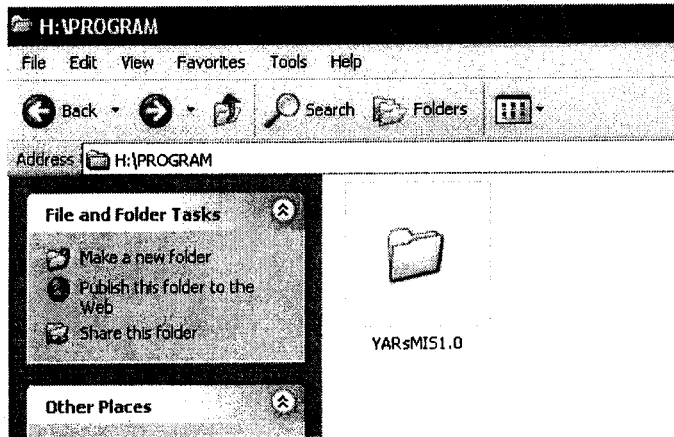 H:\PROGRAM
File Edit View Favorites Tools Help
Back Search Folders
Address H:\PROGRAM
File and Folder Tasks
Make a new folder
Publish this folder to the
Web
Share this folder
YARsMIS1.0
Other Places